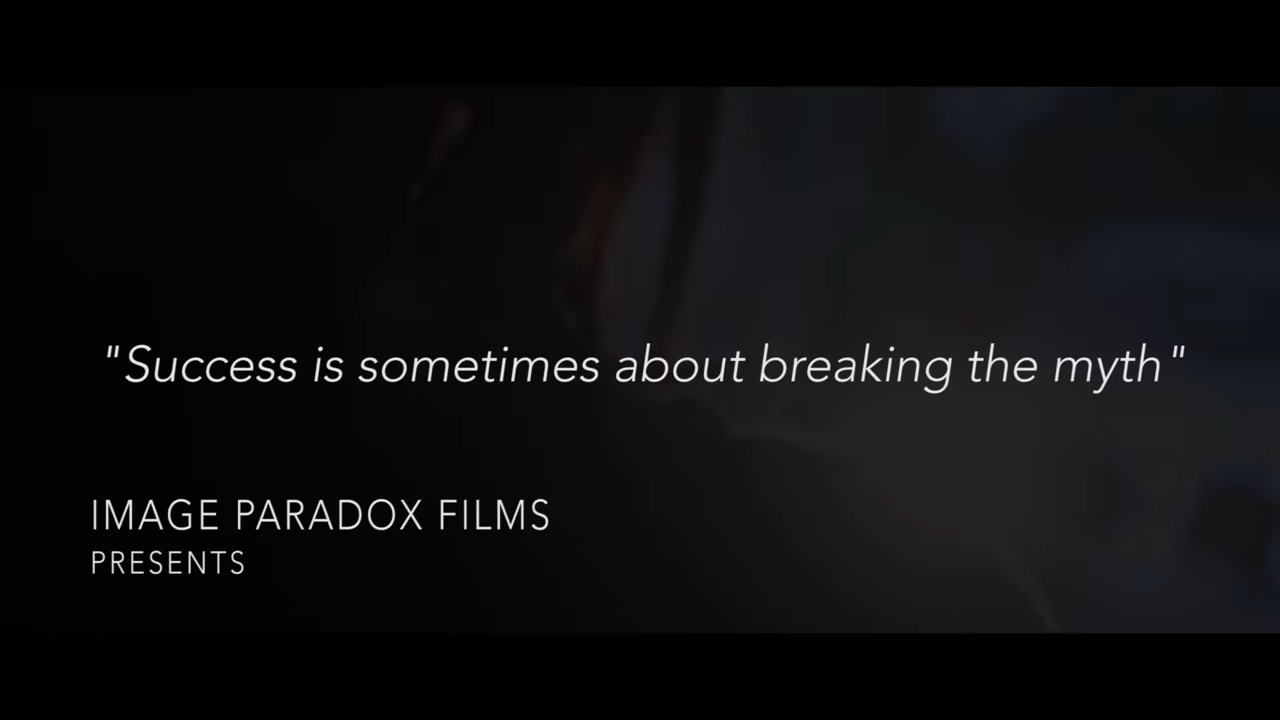 "Success is sometimes about breaking the myth"
IMAGE PARADOX FILMS
PRESENTS